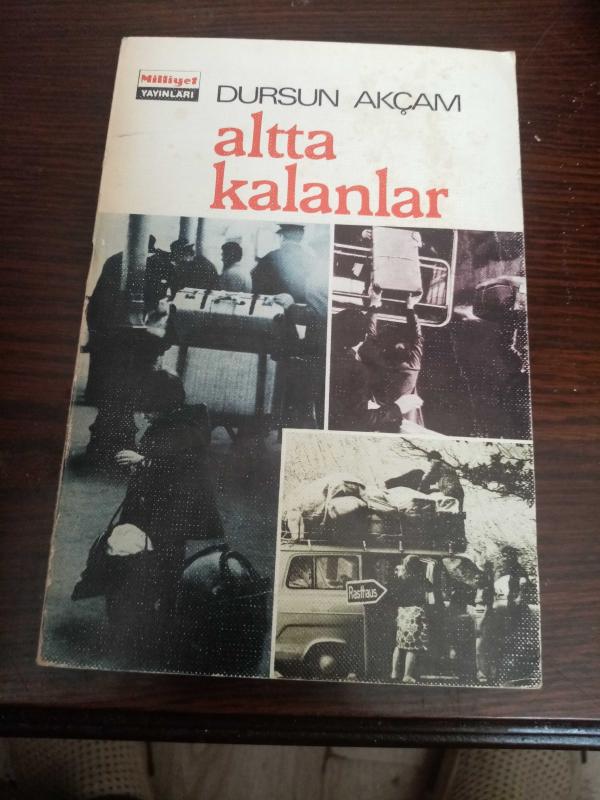 Milliyet
YAYINLARI
DURSUN AKÇAM
altta
kalanlar
Rasthaus